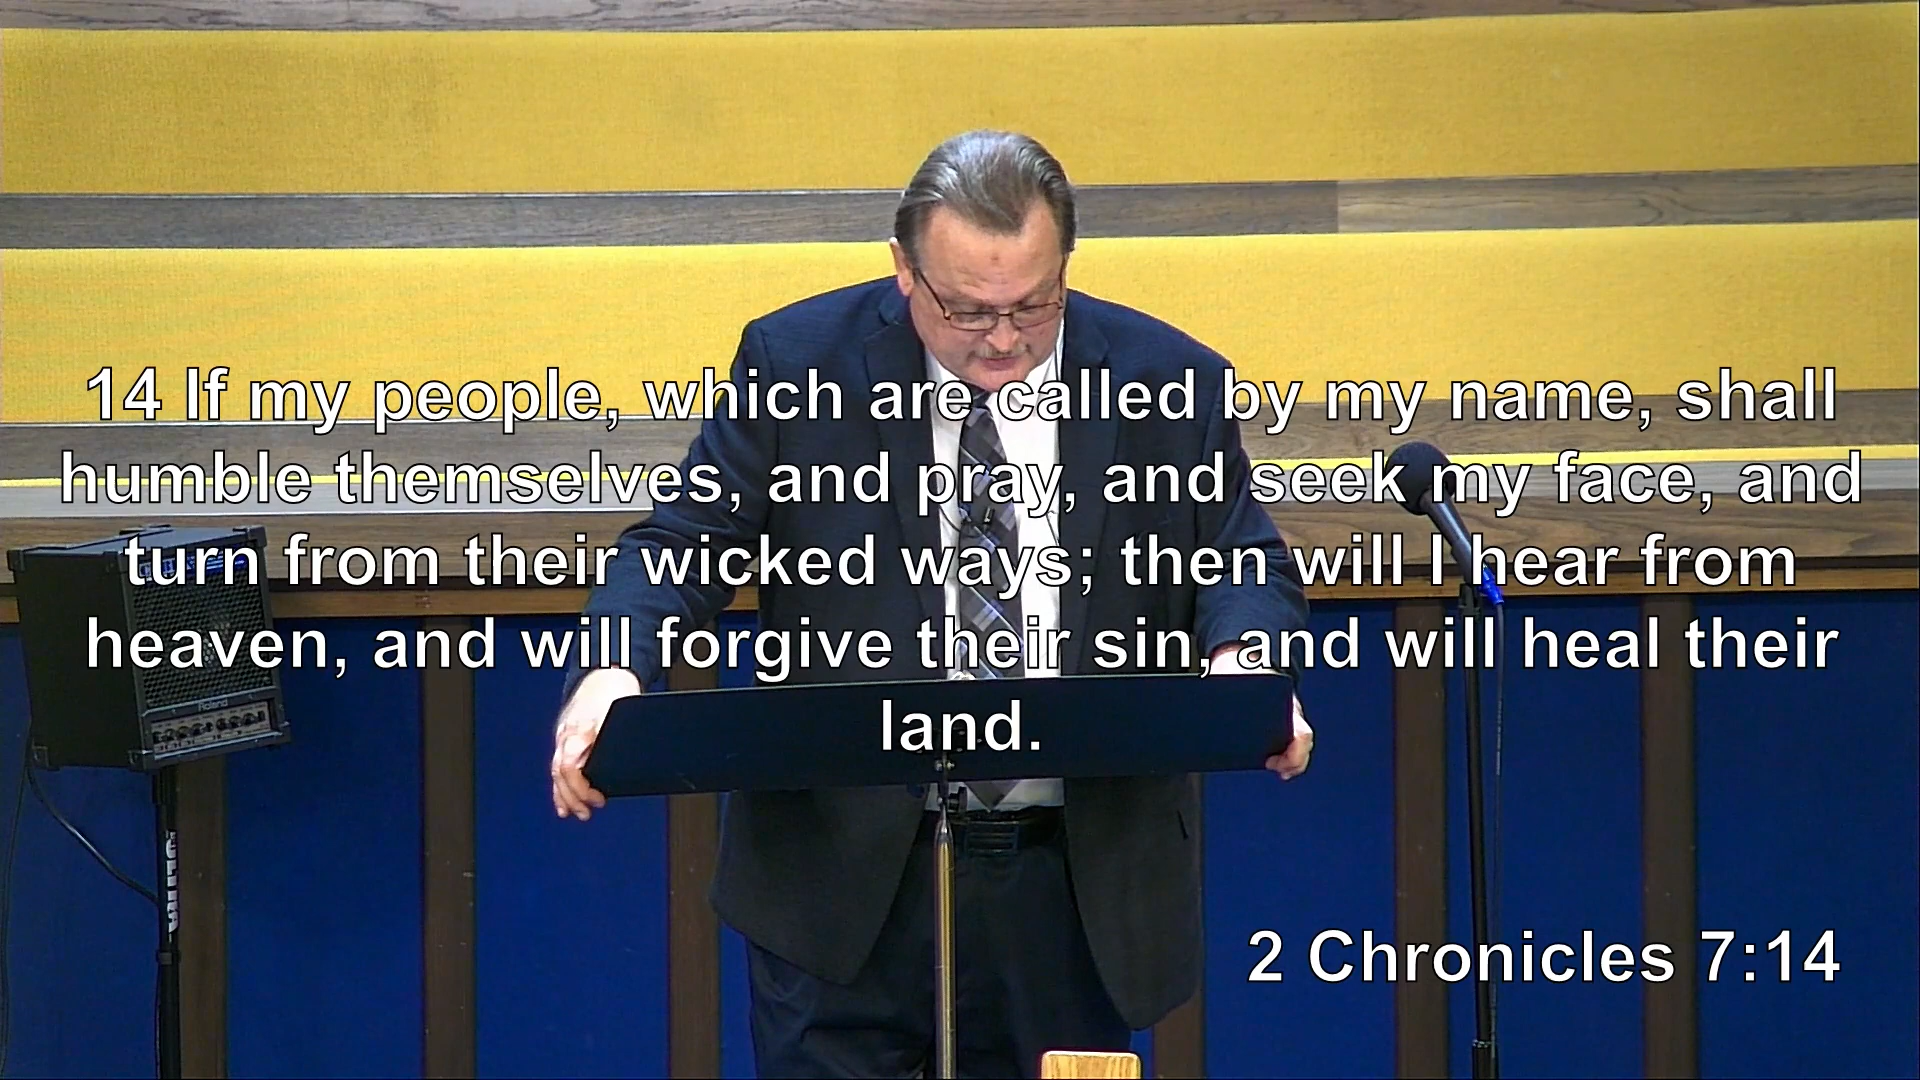 14 If my people, which are called by my name, shall
humble themselves, and pray, and seek my face, and
turn from their wicked ways; then will I hear from
heaven, and will forgive their sin, and will heal their
land.
Roland
2 Chronicles 7:14